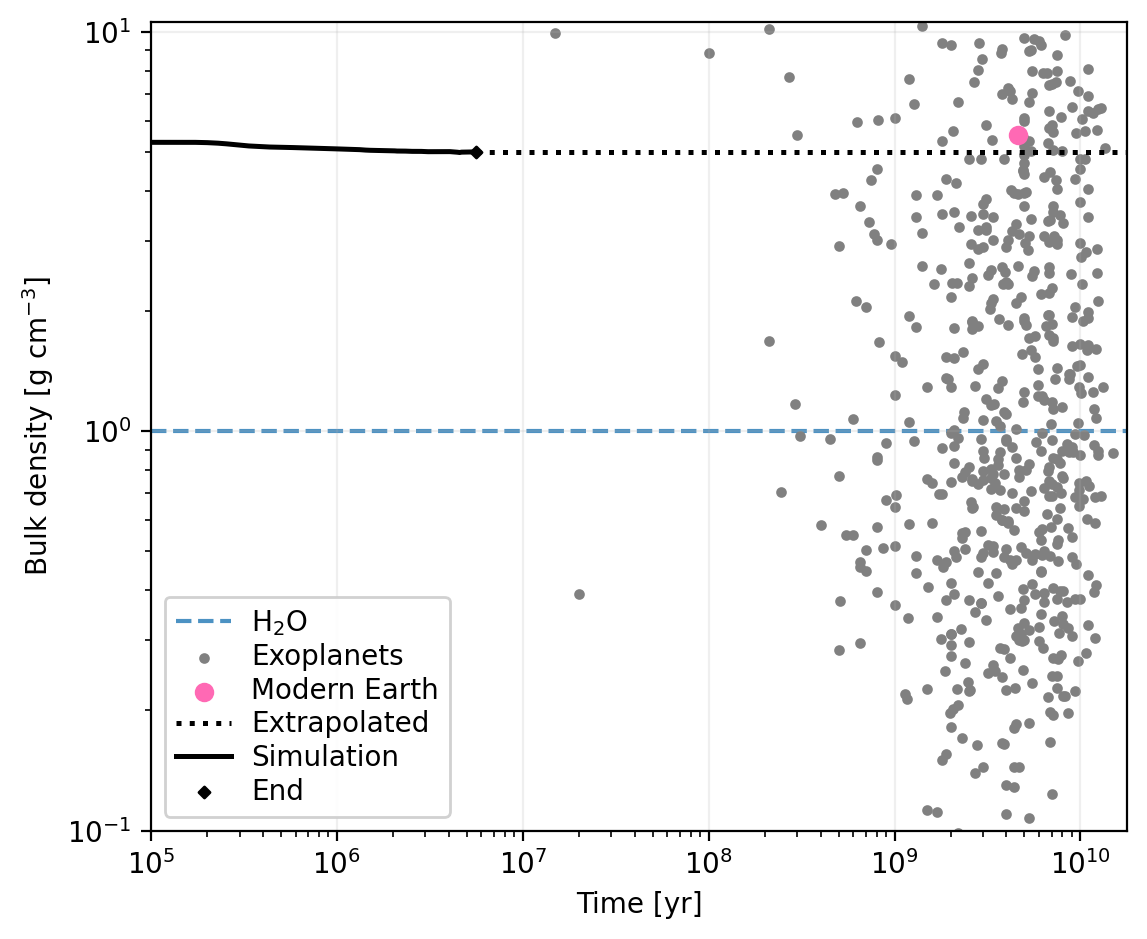 10¹
10⁰
10⁻¹
Bulk density [g cm⁻³]
H₂O
Exoplanets
Modern Earth
Extrapolated
Simulation
End
10⁵ 10⁶ 10⁷ 10⁸ 10⁹ 10¹⁰
Time [yr]